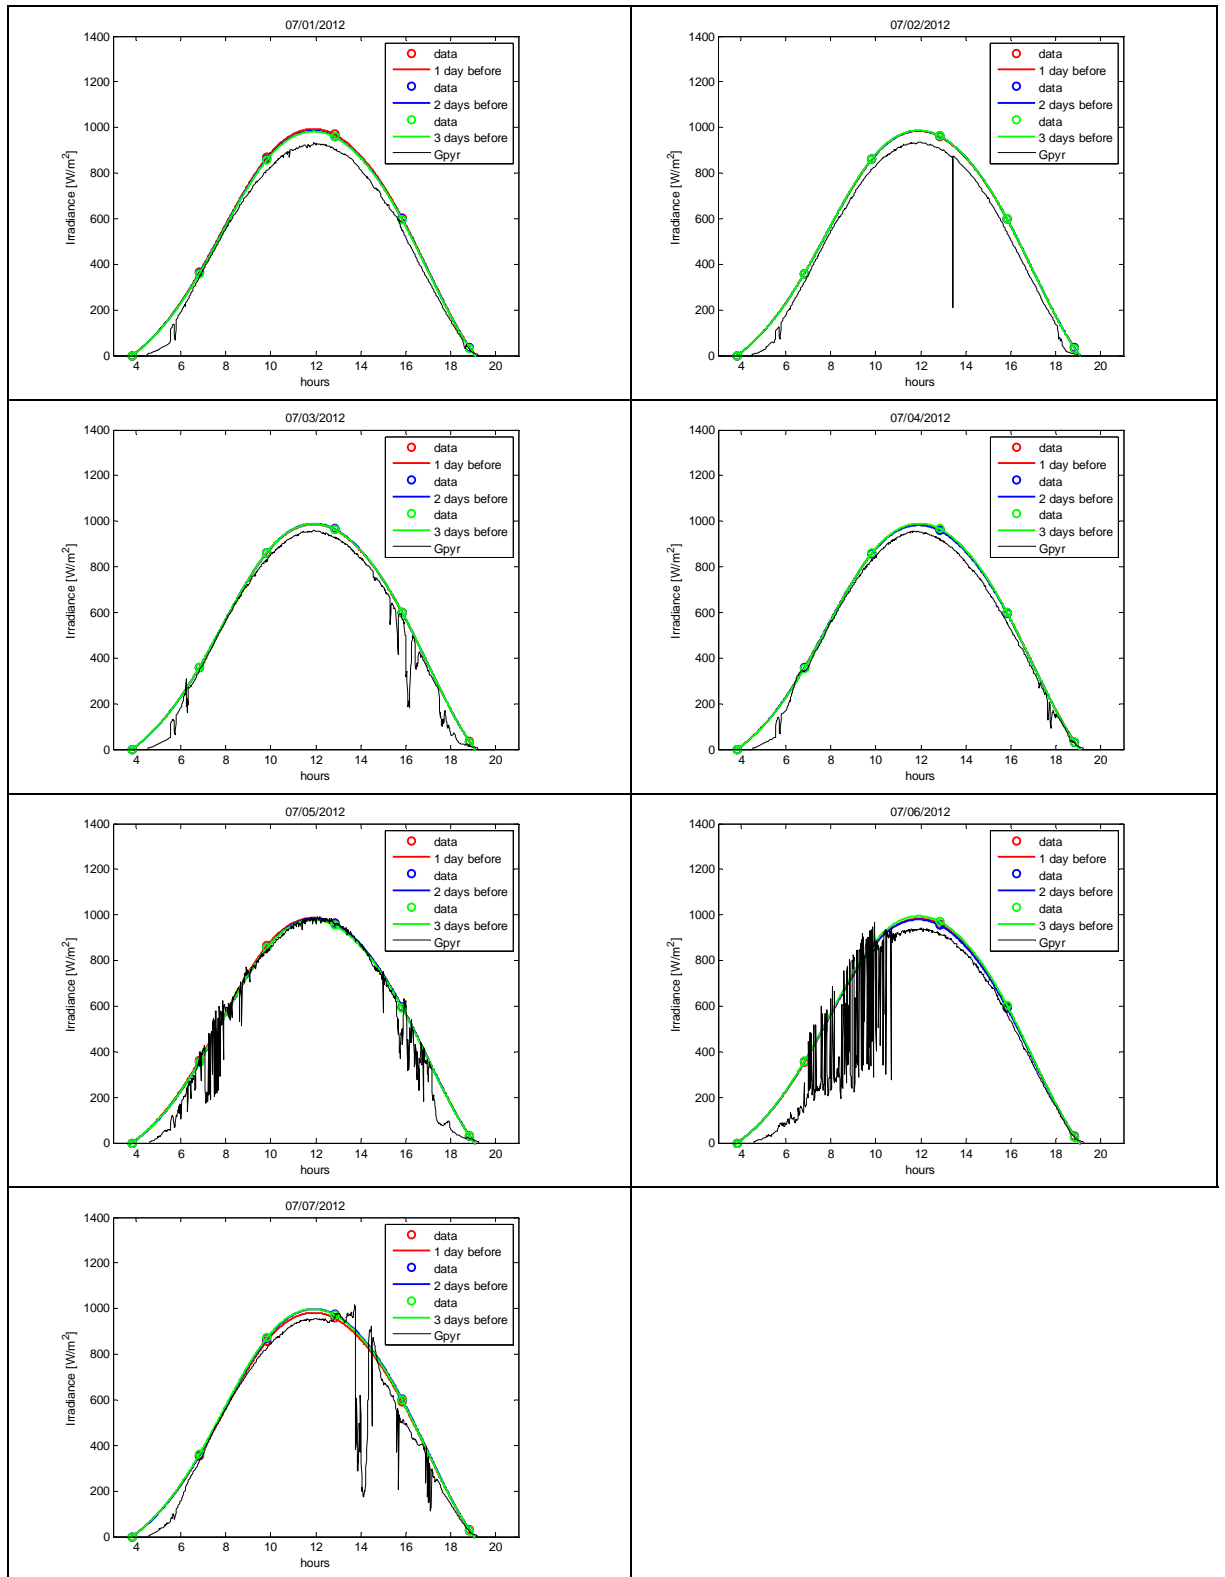 07/01/2012
1400
1200
1000
800
600
400
200
0
Irradiance [W/m²]
4 6 8 10 12 14 16 18 20
hours
data
1 day before
data
2 days before
data
3 days before
Gpyr
07/02/2012
1400
1200
1000
800
600
400
200
0
Irradiance [W/m²]
4 6 8 10 12 14 16 18 20
hours
data
1 day before
data
2 days before
data
3 days before
Gpyr
07/03/2012
1400
1200
1000
800
600
400
200
0
Irradiance [W/m²]
4 6 8 10 12 14 16 18 20
hours
data
1 day before
data
2 days before
data
3 days before
Gpyr
07/04/2012
1400
1200
1000
800
600
400
200
0
Irradiance [W/m²]
4 6 8 10 12 14 16 18 20
hours
data
1 day before
data
2 days before
data
3 days before
Gpyr
07/05/2012
1400
1200
1000
800
600
400
200
0
Irradiance [W/m²]
4 6 8 10 12 14 16 18 20
hours
data
1 day before
data
2 days before
data
3 days before
Gpyr
07/06/2012
1400
1200
1000
800
600
400
200
0
Irradiance [W/m²]
4 6 8 10 12 14 16 18 20
hours
data
1 day before
data
2 days before
data
3 days before
Gpyr
07/07/2012
1400
1200
1000
800
600
400
200
0
Irradiance [W/m²]
4 6 8 10 12 14 16 18 20
hours
data
1 day before
data
2 days before
data
3 days before
Gpyr